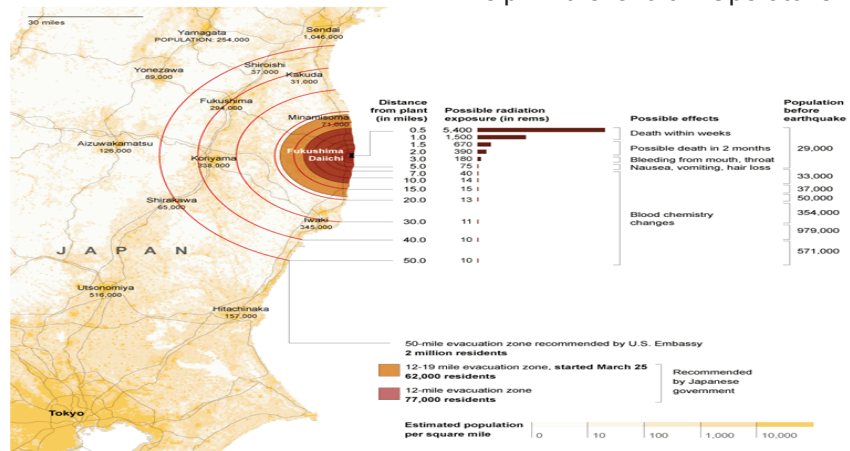 30 miles
Sendai
1,046,000
Yamagata
POPULATION: 254,000
Shiroishi
37,000
Yonezawa
89,000
Kakuda
31,000
Fukushima
294,000
Minamisoma
71,000
Aizuwakamatsu
126,000
Koriyama
338,000
Fukushima
Daiichi
Shirakawa
65,000
Iwaki
345,000
JAPAN
Utsonomiya
516,000
Hitachinaka
157,000
Tokyo
Distance
from plant
(in miles)
Possible radiation
exposure (in rems)
Possible effects
Population
before
earthquake
0.5 5,400
1.0 1,500
1.5 670
2.0 390
3.0 180
5.0 75
7.0 40
10.0 14
15.0 15
20.0 13
30.0 11
40.0 10
50.0 10
Death within weeks
Possible death in 2 months
Bleeding from mouth, throat
Nausea, vomiting, hair loss
Blood chemistry
changes
29,000
33,000
37,000
50,000
354,000
979,000
571,000
50-mile evacuation zone recommended by U.S. Embassy
2 million residents
12-19 mile evacuation zone, started March 25
62,000 residents
12-mile evacuation zone
77,000 residents
Recommended
by Japanese
government
Estimated population
per square mile
0 10 100 1,000 10,000